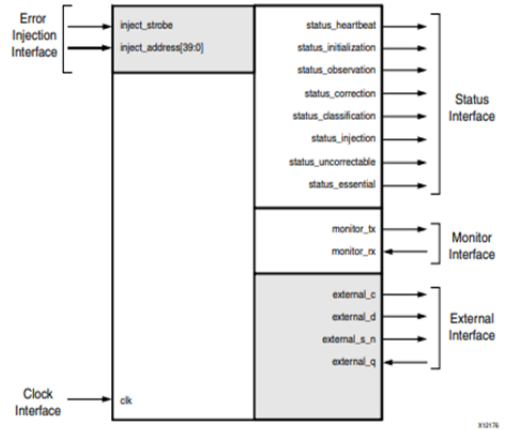 Error
Injection
Interface
inject_strobe
inject_address[39:0]
status_heartbeat
status_initialization
status_observation
status_correction
status_classification
status_injection
status_uncorrectable
status_essential
Status
Interface
monitor_tx
monitor_rx
Monitor
Interface
external_c
external_d
external_s_n
external_q
External
Interface
Clock
Interface
clk
X12176